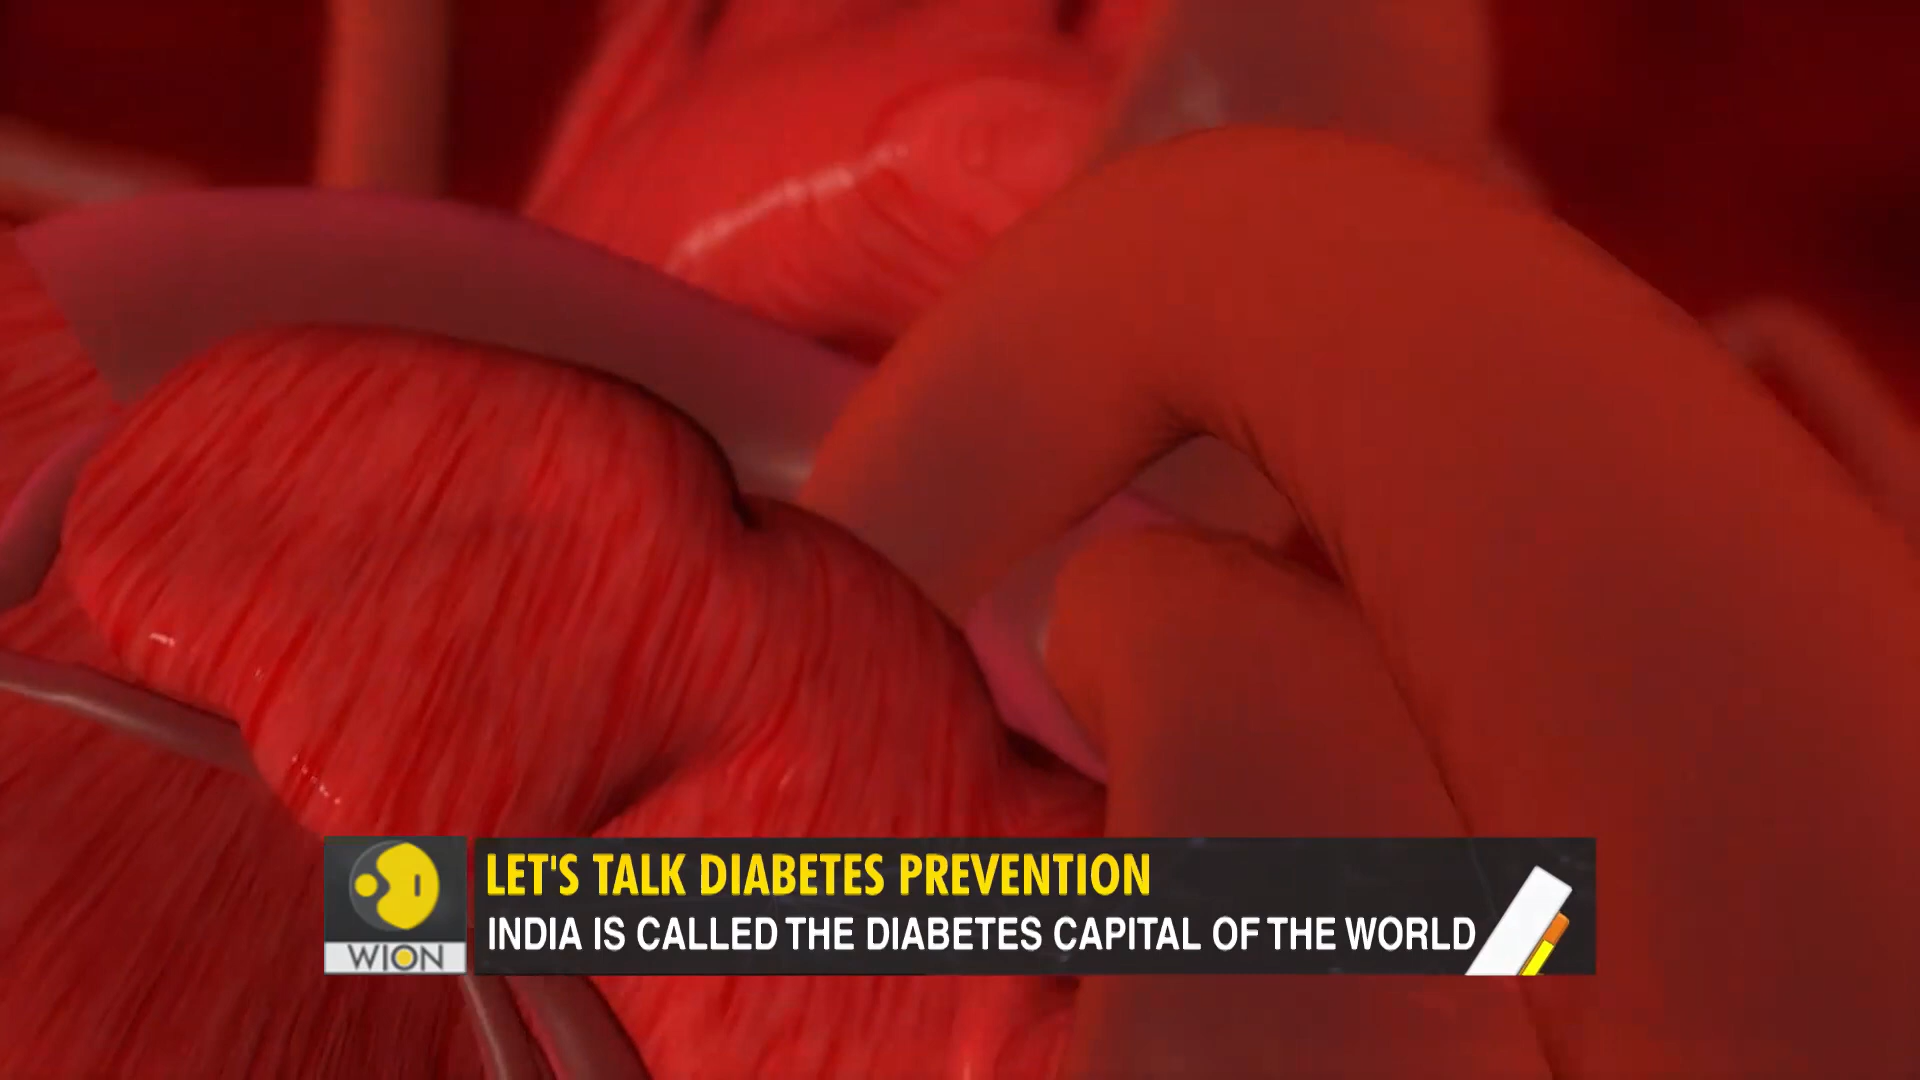 LET'S TALK DIABETES PREVENTION
INDIA IS CALLED THE DIABETES CAPITAL OF THE WORLD
WION